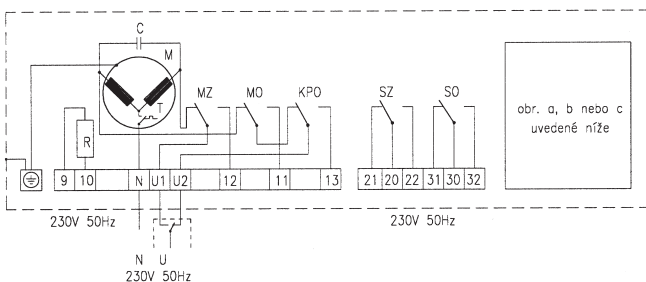 C
M
MZ MO KPO SZ SO
T
R
obr. a, b nebo c
uvedené níže
9 10 N U1 U2 12 11 13 21 20 22 31 30 32
230V 50Hz 230V 50Hz
N U
230V 50Hz